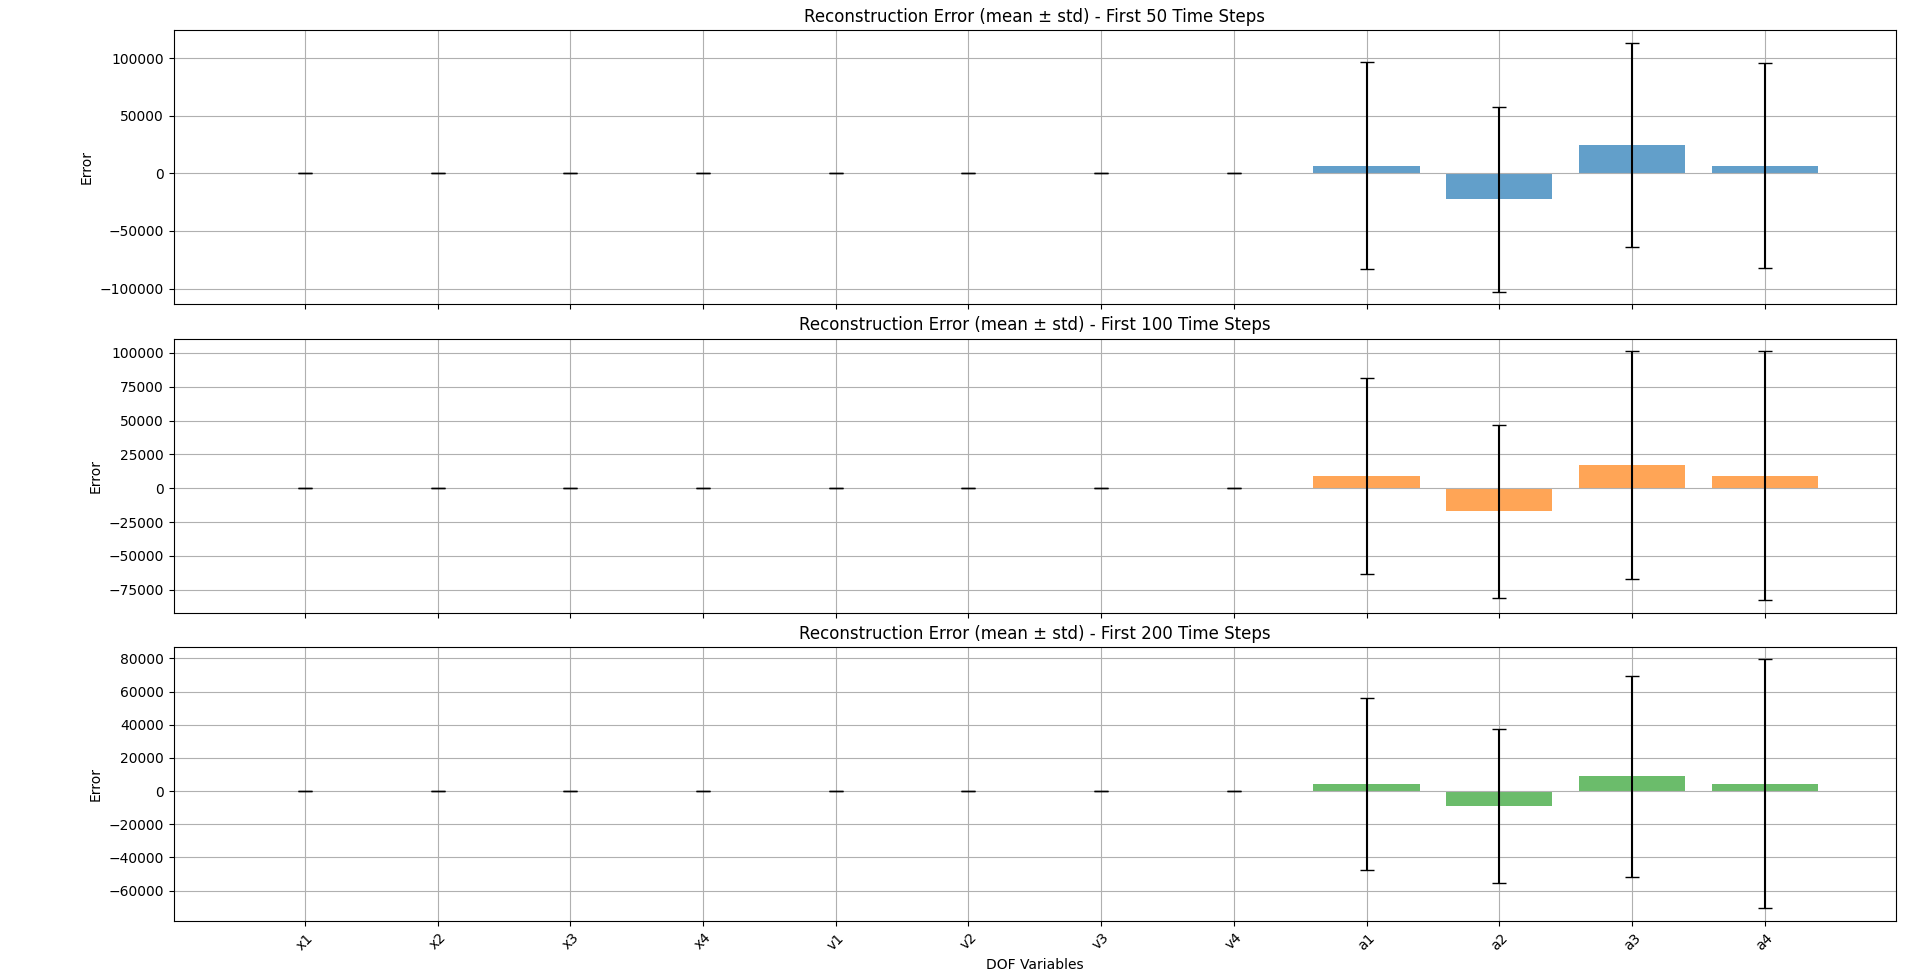 Reconstruction Error (mean ± std) - First 50 Time Steps
100000
50000
0
−50000
−100000
Error
Reconstruction Error (mean ± std) - First 100 Time Steps
100000
75000
50000
25000
0
−25000
−50000
−75000
Error
Reconstruction Error (mean ± std) - First 200 Time Steps
80000
60000
40000
20000
0
−20000
−40000
−60000
Error
x1 x2 x3 x4 v1 v2 v3 v4 a1 a2 a3 a4
DOF Variables